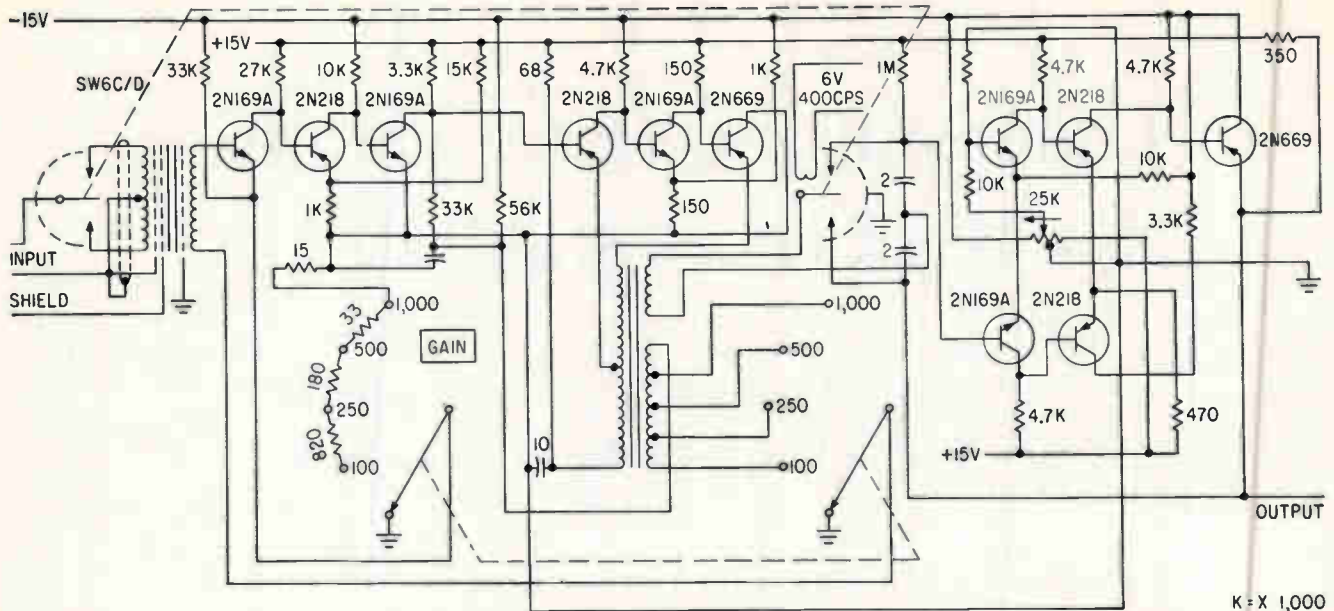 -15V
+15V
350
SW6C/D
33K
27K
10K
3.3K
15K
68
4.7K
150
1K
6V
400CPS
1M
4.7K
4.7K
2N169A
2N218
2N169A
2N218
2N169A
2N669
2N169A
2N218
2N669
10K
10K
25K
3.3K
1K
33K
56K
150
2
2
INPUT
SHIELD
15
1,000
33
500
180
250
820
100
GAIN
10
1,000
500
250
100
2N169A
2N218
4.7K
470
+15V
OUTPUT
K = X 1,000